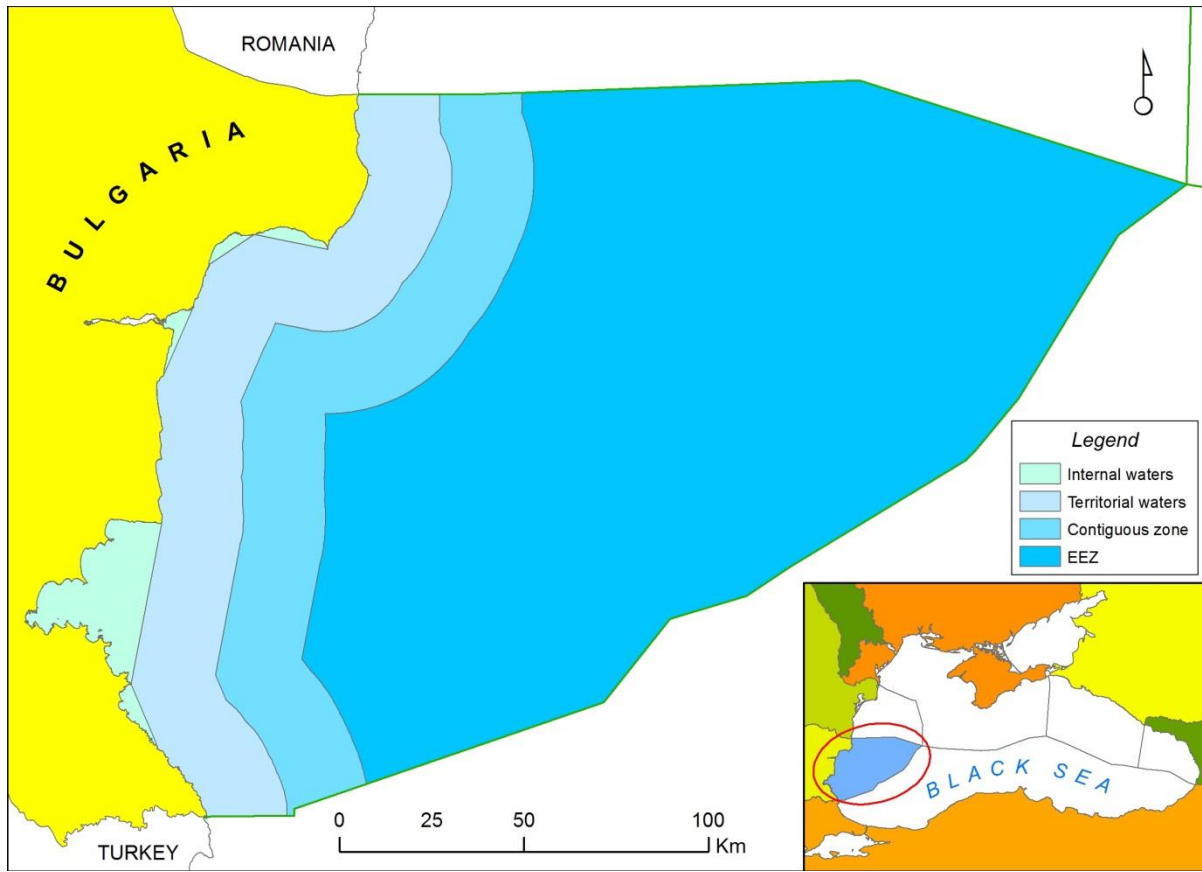 ROMANIA
BULGARIA
Legend
Internal waters
Territorial waters
Contiguous zone
EEZ
BLACK SEA
0 25 50 100
Km
TURKEY